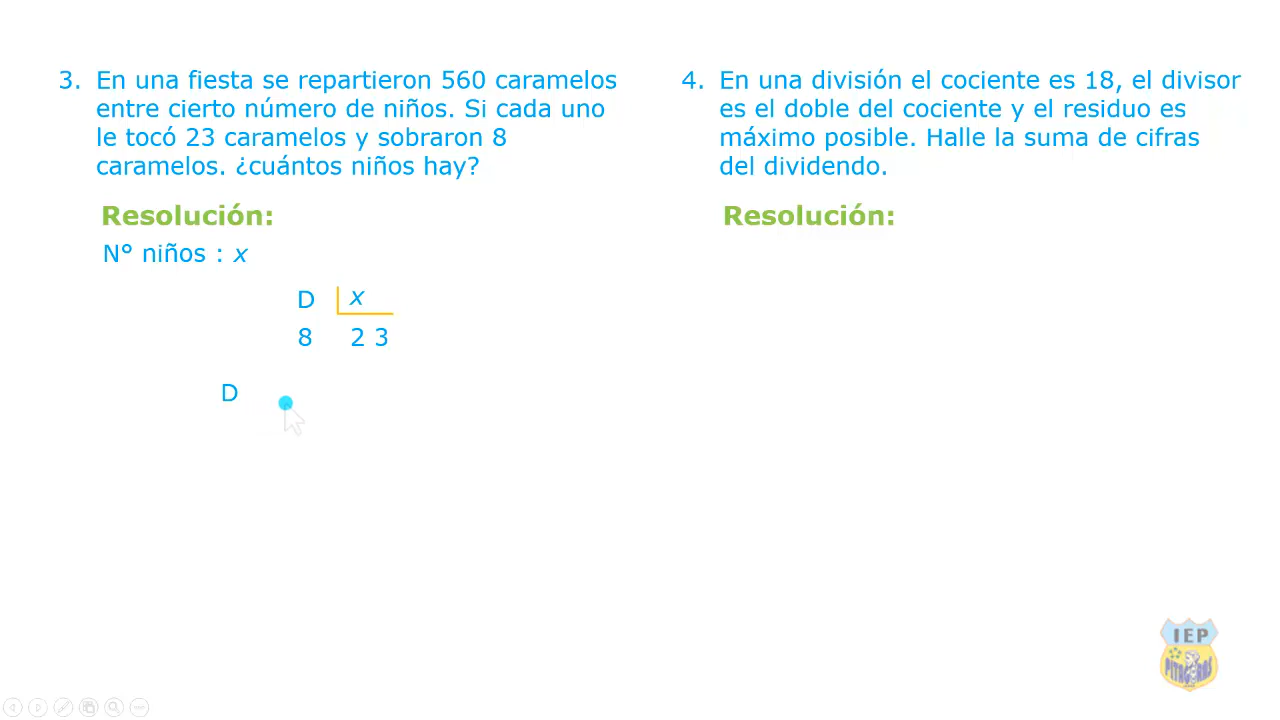 3. En una fiesta se repartieron 560 caramelos
entre cierto número de niños. Si cada uno
le tocó 23 caramelos y sobraron 8
caramelos. ¿cuántos niños hay?
Resolución:
N° niños : x
D x
8 2 3
D
4. En una división el cociente es 18, el divisor
es el doble del cociente y el residuo es
máximo posible. Halle la suma de cifras
del dividendo.
Resolución:
IEP
PITAGORAS